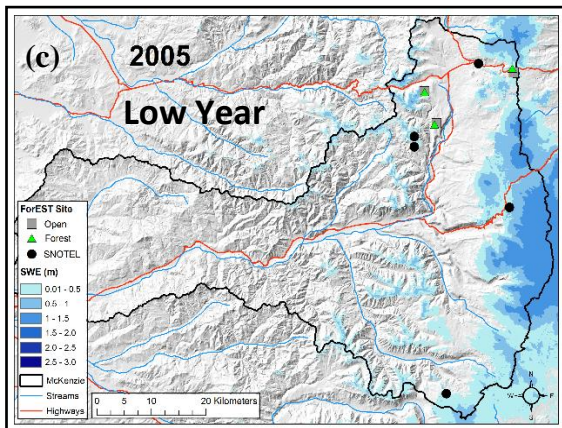 (c)
2005
Low Year
ForEST Site
Open
Forest
SNOTEL
SWE (m)
0.01 - 0.5
0.5 - 1
1 - 1.5
1.5 - 2.0
2.0 - 2.5
2.5 - 3.0
McKenzie
Streams
Highways
0 5 10 20 Kilometers
N
W E
S